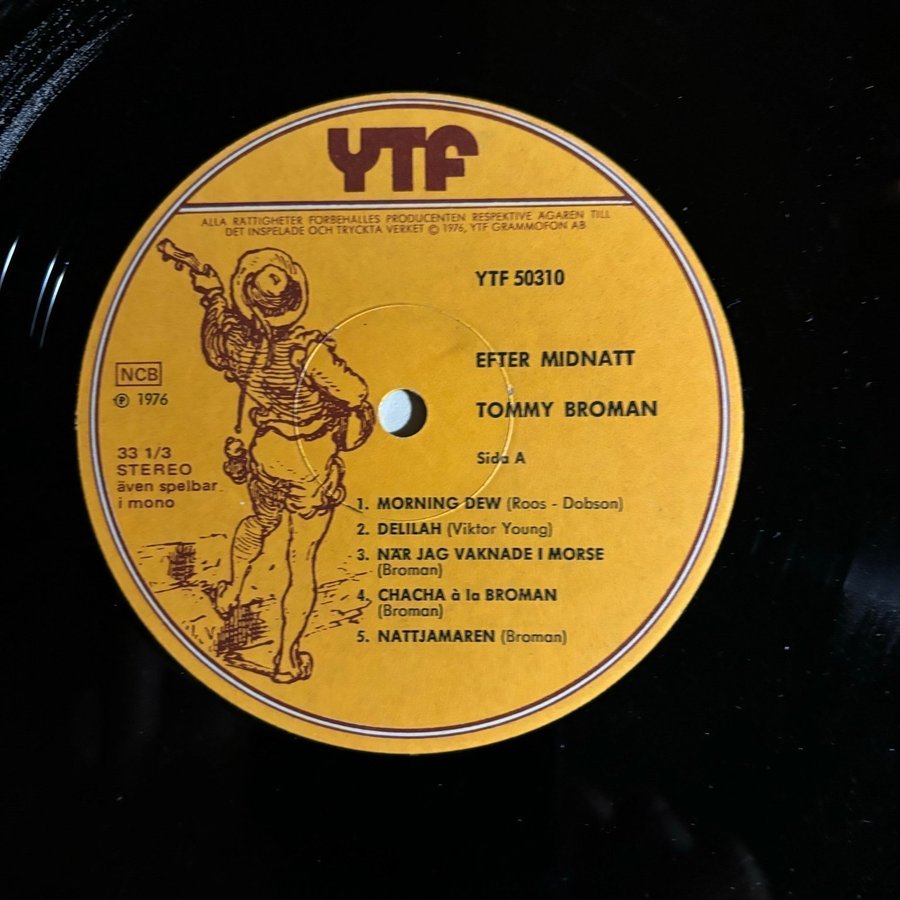 YTF
ALLA RÄTTIGHETER FÖRBEHÅLLES PRODUCENTEN RESPEKTIVE ÄGAREN TILL
DET INSPELADE OCH TRYCKTA VERKET © 1976, YTF GRAMMOFON AB
YTF 50310
EFTER MIDNATT
NCB
℗ 1976
TOMMY BROMAN
33 1/3
STEREO
även spelbar
i mono
Sida A
1. MORNING DEW (Roos - Dobson)
2. DELILAH (Viktor Young)
3. NÄR JAG VAKNADE I MORSE
(Broman)
4. CHACHA à la BROMAN
(Broman)
5. NATTJAMAREN (Broman)